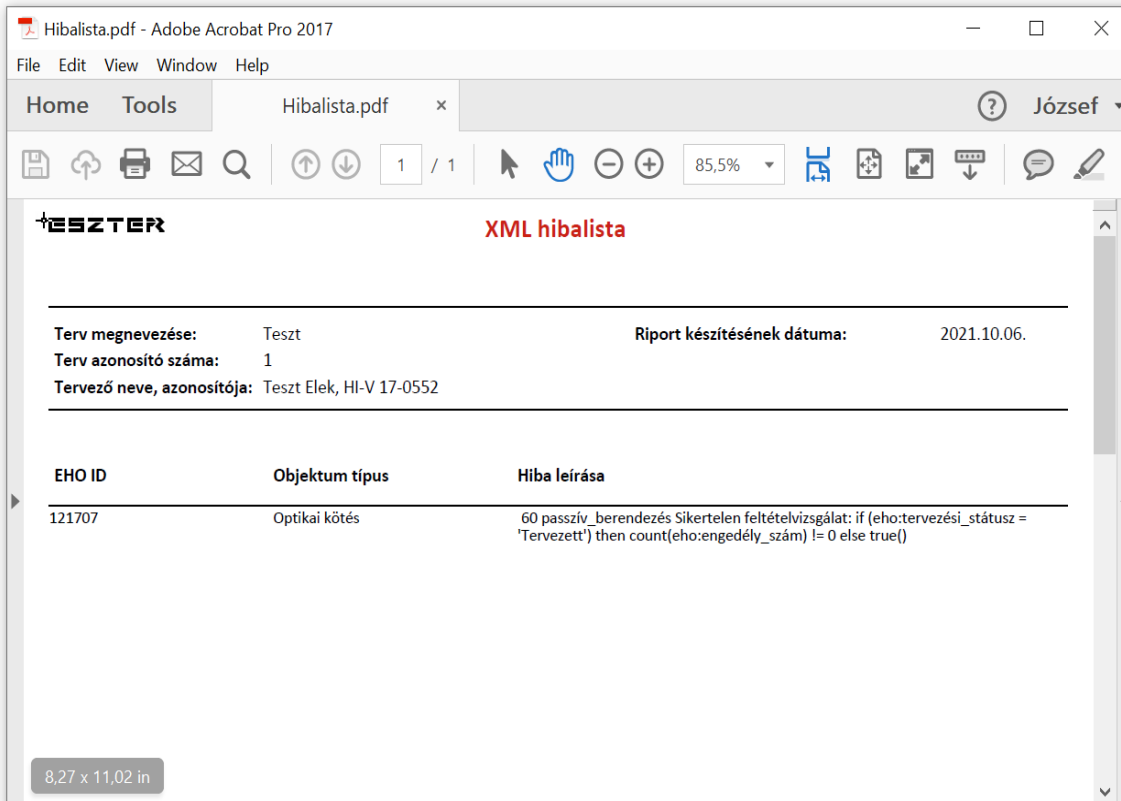 Hibalista.pdf - Adobe Acrobat Pro 2017
File Edit View Window Help
Home Tools Hibalista.pdf × ? József
1 / 1 85,5%
ESZTER XML hibalista
Terv megnevezése: Teszt Riport készítésének dátuma: 2021.10.06.
Terv azonosító száma: 1
Tervező neve, azonosítója: Teszt Elek, HI-V 17-0552
EHO ID Objektum típus Hiba leírása
121707 Optikai kötés 60 passzív_berendezés Sikertelen feltételvizsgálat: if (eho:tervezési_státusz =
'Tervezett') then count(eho:engedély_szám) != 0 else true()
8,27 x 11,02 in